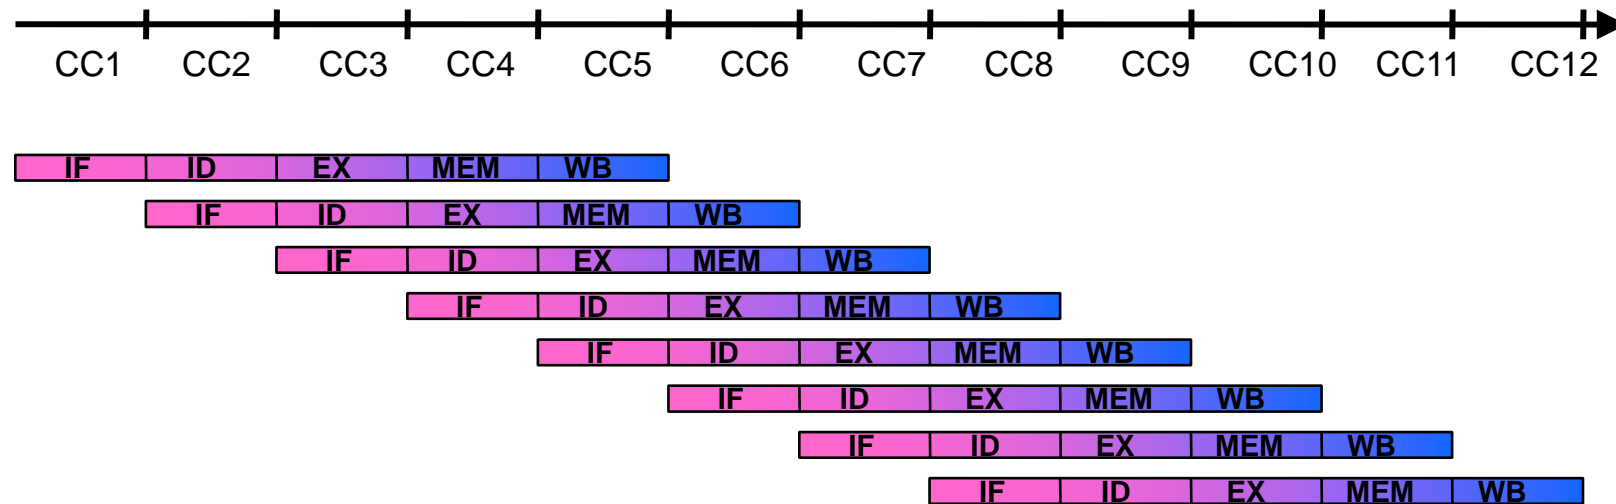 CC1 CC2 CC3 CC4 CC5 CC6 CC7 CC8 CC9 CC10 CC11 CC12
IF ID EX MEM WB
IF ID EX MEM WB
IF ID EX MEM WB
IF ID EX MEM WB
IF ID EX MEM WB
IF ID EX MEM WB
IF ID EX MEM WB
IF ID EX MEM WB